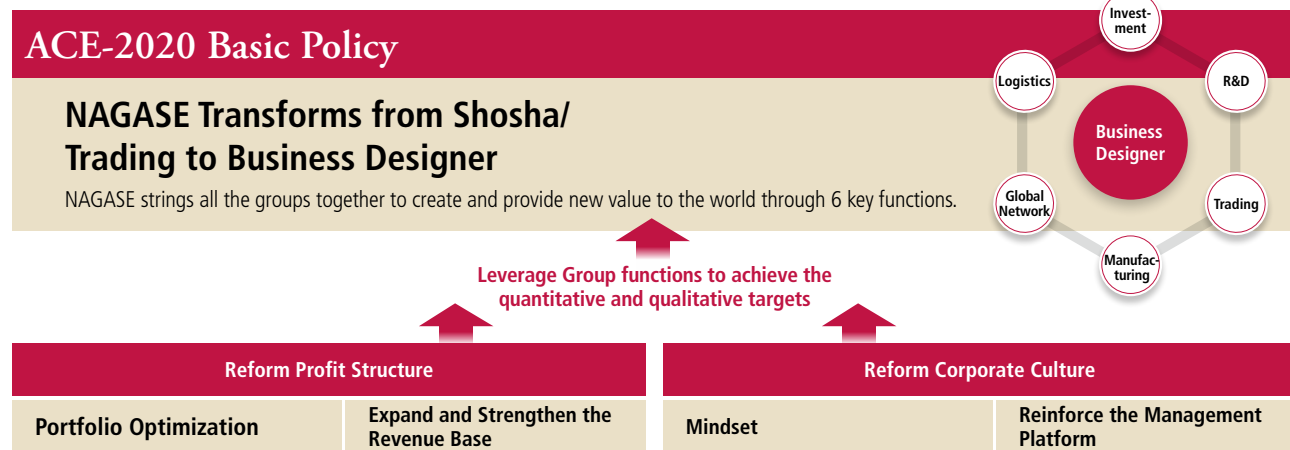 ACE-2020 Basic Policy
NAGASE Transforms from Shosha/
Trading to Business Designer
NAGASE strings all the groups together to create and provide new value to the world through 6 key functions.
Invest-
ment
Logistics
R&D
Business
Designer
Global
Network
Trading
Manufac-
turing
Leverage Group functions to achieve the
quantitative and qualitative targets
Reform Profit Structure
Reform Corporate Culture
Portfolio Optimization
Expand and Strengthen the
Revenue Base
Mindset
Reinforce the Management
Platform